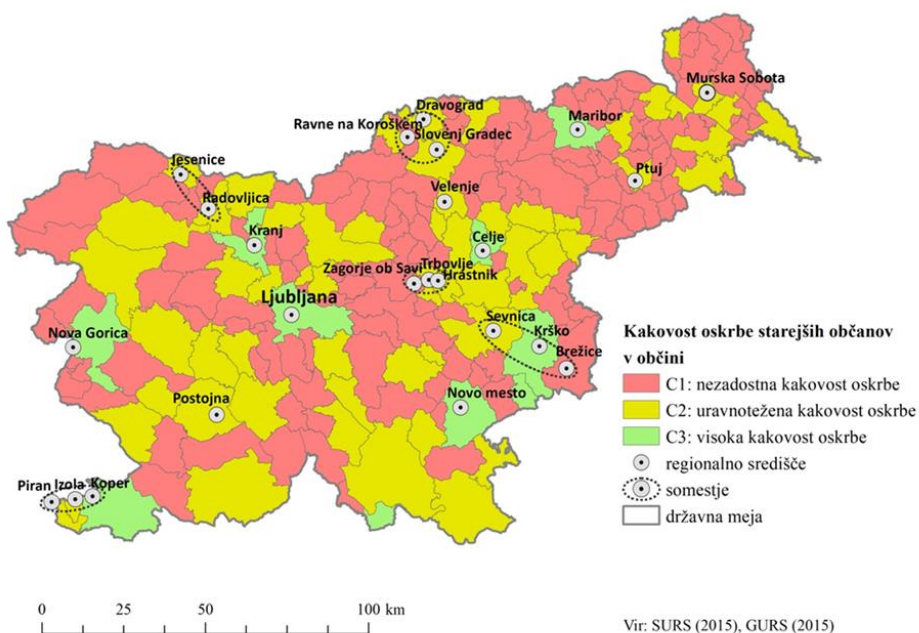 Murska Sobota
Dravograd
Maribor
Ravne na Koroškem
Slovenj Gradec
Jesenice
Ptuj
Velenje
Radovljica
Kranj
Celje
Trbovlje
Zagorje ob Savi
Hrastnik
Ljubljana
Sevnica
Nova Gorica
Krško
Brežice
Postojna
Novo mesto
Piran Izola Koper
Kakovost oskrbe starejših občanov
v občini
C1: nezadostna kakovost oskrbe
C2: uravnotežena kakovost oskrbe
C3: visoka kakovost oskrbe
regionalno središče
somestje
državna meja
0 25 50 100 km
Vir: SURS (2015), GURS (2015)